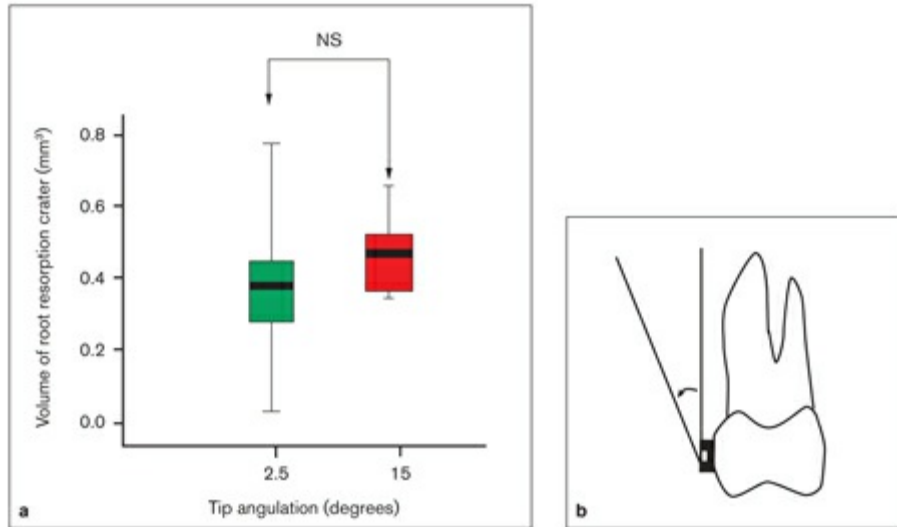 NS
Volume of root resorption crater (mm³)
0.8
0.6
0.4
0.2
0.0
2.5
15
Tip angulation (degrees)
a
b